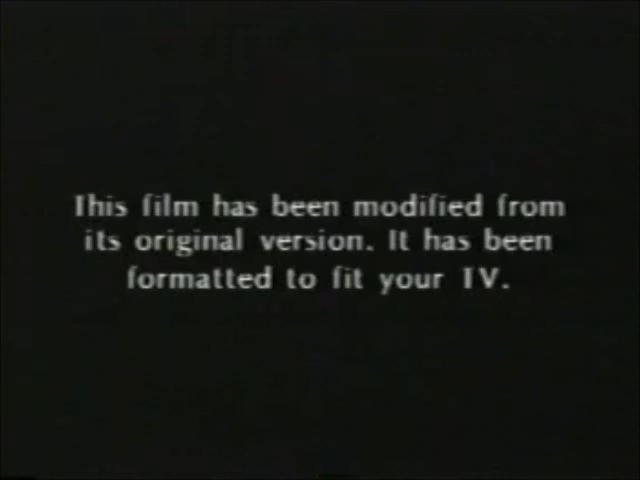 This film has been modified from
its original version. It has been
formatted to fit your TV.